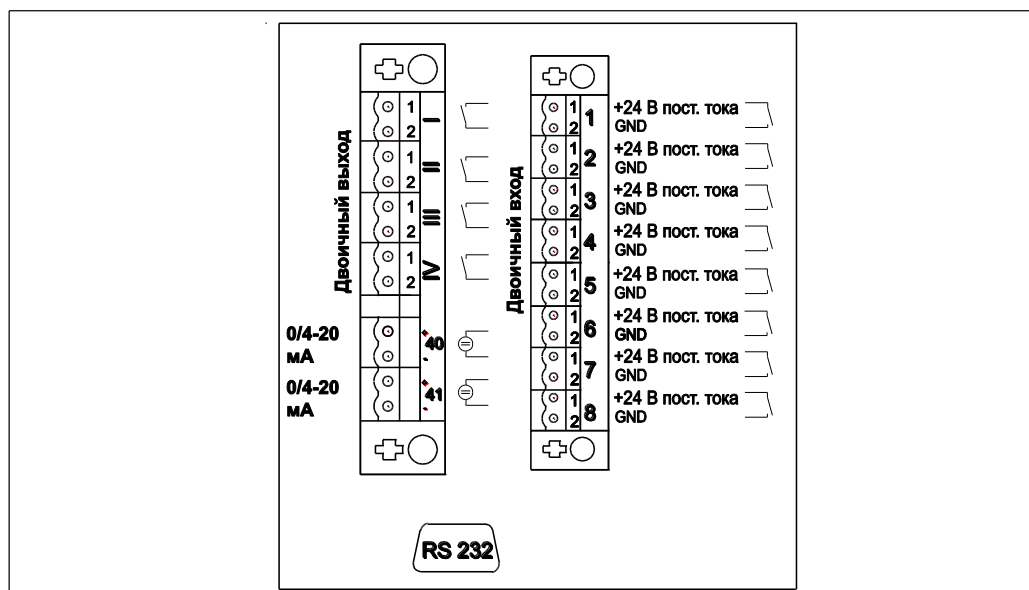 Двоичный выход
1
2
I
1
2
II
1
2
III
1
2
IV
0/4-20
мА
+
40
-
0/4-20
мА
+
41
-
Двоичный вход
1
2
1
+24 В пост. тока
GND
1
2
2
+24 В пост. тока
GND
1
2
3
+24 В пост. тока
GND
1
2
4
+24 В пост. тока
GND
1
2
5
+24 В пост. тока
GND
1
2
6
+24 В пост. тока
GND
1
2
7
+24 В пост. тока
GND
1
2
8
+24 В пост. тока
GND
RS 232